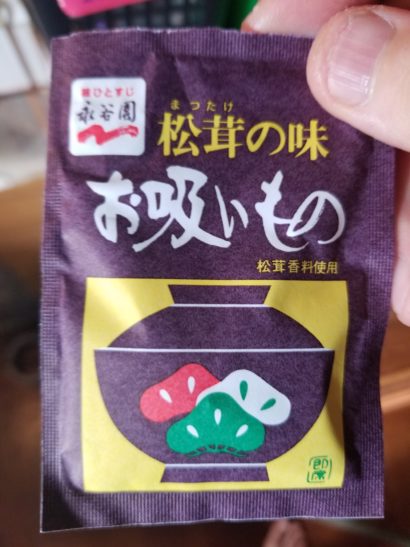 味ひとすじ
永谷園
まつたけ
松茸の味
お吸いもの
松茸香料使用